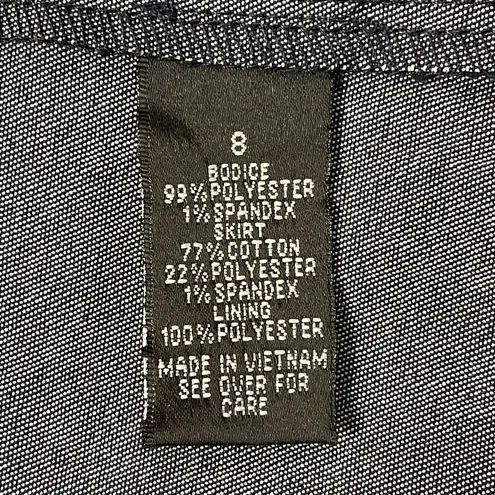 8
BODICE
99%POLYESTER
1%SPANDEX
SKIRT
77%COTTON
22%POLYESTER
1%SPANDEX
LINING
100%POLYESTER
MADE IN VIETNAM
SEE OVER FOR
CARE